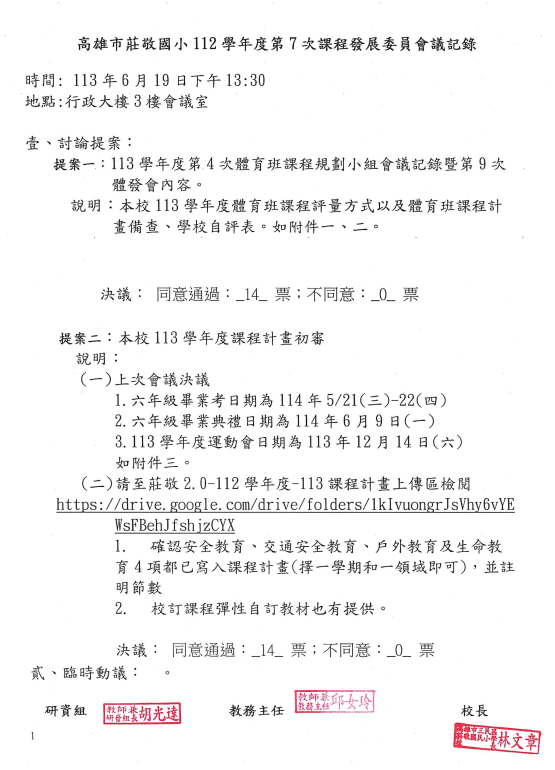 高雄市莊敬國小 112 學年度第 7 次課程發展委員會議記錄
時間: 113 年 6 月 19 日下午 13:30
地點:行政大樓 3 樓會議室
壹、討論提案：
提案一：113 學年度第 4 次體育班課程規劃小組會議記錄暨第 9 次
體發會內容。
說明：本校 113 學年度體育班課程評量方式以及體育班課程計
畫備查、學校自評表。如附件一、二。
決議： 同意通過：_14_ 票；不同意：_0_ 票
提案二：本校 113 學年度課程計畫初審
說明：
(一)上次會議決議
1.六年級畢業考日期為 114 年 5/21(三)-22(四)
2.六年級畢業典禮日期為 114 年 6 月 9 日(一)
3.113 學年度運動會日期為 113 年 12 月 14 日(六)
如附件三。
(二)請至莊敬 2.0-112 學年度-113 課程計畫上傳區檢閱
https://drive.google.com/drive/folders/1kIvuongrJsVhy6vYE
WsFBehJfshjzCYX
1. 確認安全教育、交通安全教育、戶外教育及生命教
育 4 項都已寫入課程計畫(擇一學期和一領域即可)，並註
明節數
2. 校訂課程彈性自訂教材也有提供。
決議： 同意通過：_14_ 票；不同意：_0_ 票
貳、臨時動議： 。
研資組 教師兼研資組長胡光達 教務主任 教師兼教務主任邱女玲 校長
高雄市三民區莊敬國民小學校長林文章
1